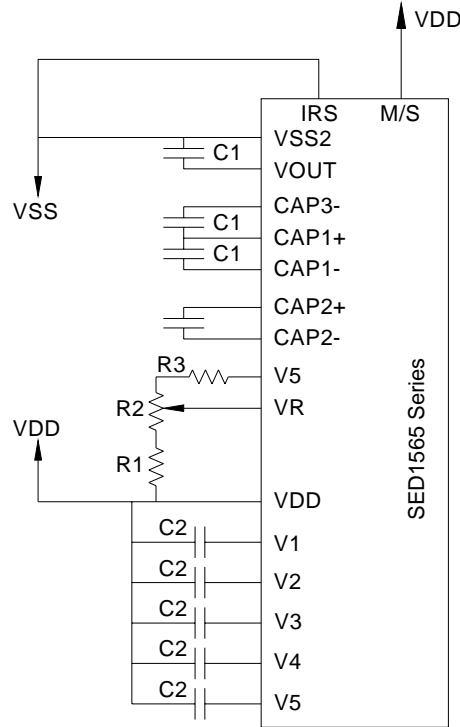 VDD
IRS M/S
VSS2
C1
VOUT
VSS
CAP3-
C1
CAP1+
C1
CAP1-
CAP2+
CAP2-
R3
V5
R2
VR
VDD
R1
SED1565 Series
VDD
C2
V1
C2
V2
C2
V3
C2
V4
C2
V5